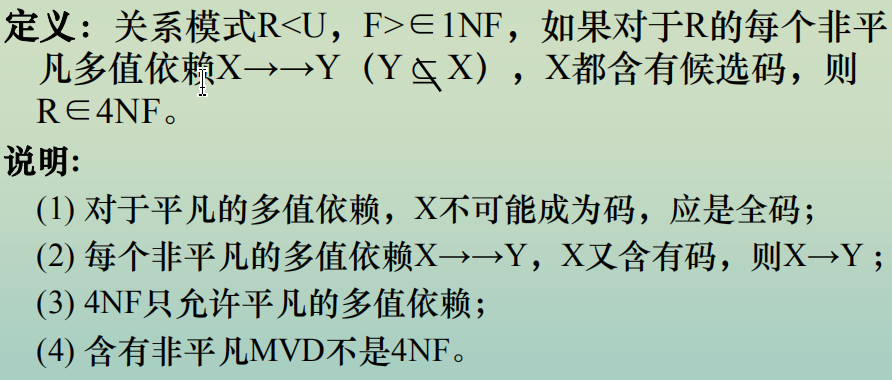 定义：关系模式R<U，F>∈1NF，如果对于R的每个非平
凡多值依赖X→→Y（Y⊈X），X都含有候选码，则
R∈4NF。
说明:
(1) 对于平凡的多值依赖，X不可能成为码，应是全码；
(2) 每个非平凡的多值依赖X→→Y，X又含有码，则X→Y；
(3) 4NF只允许平凡的多值依赖；
(4) 含有非平凡MVD不是4NF。